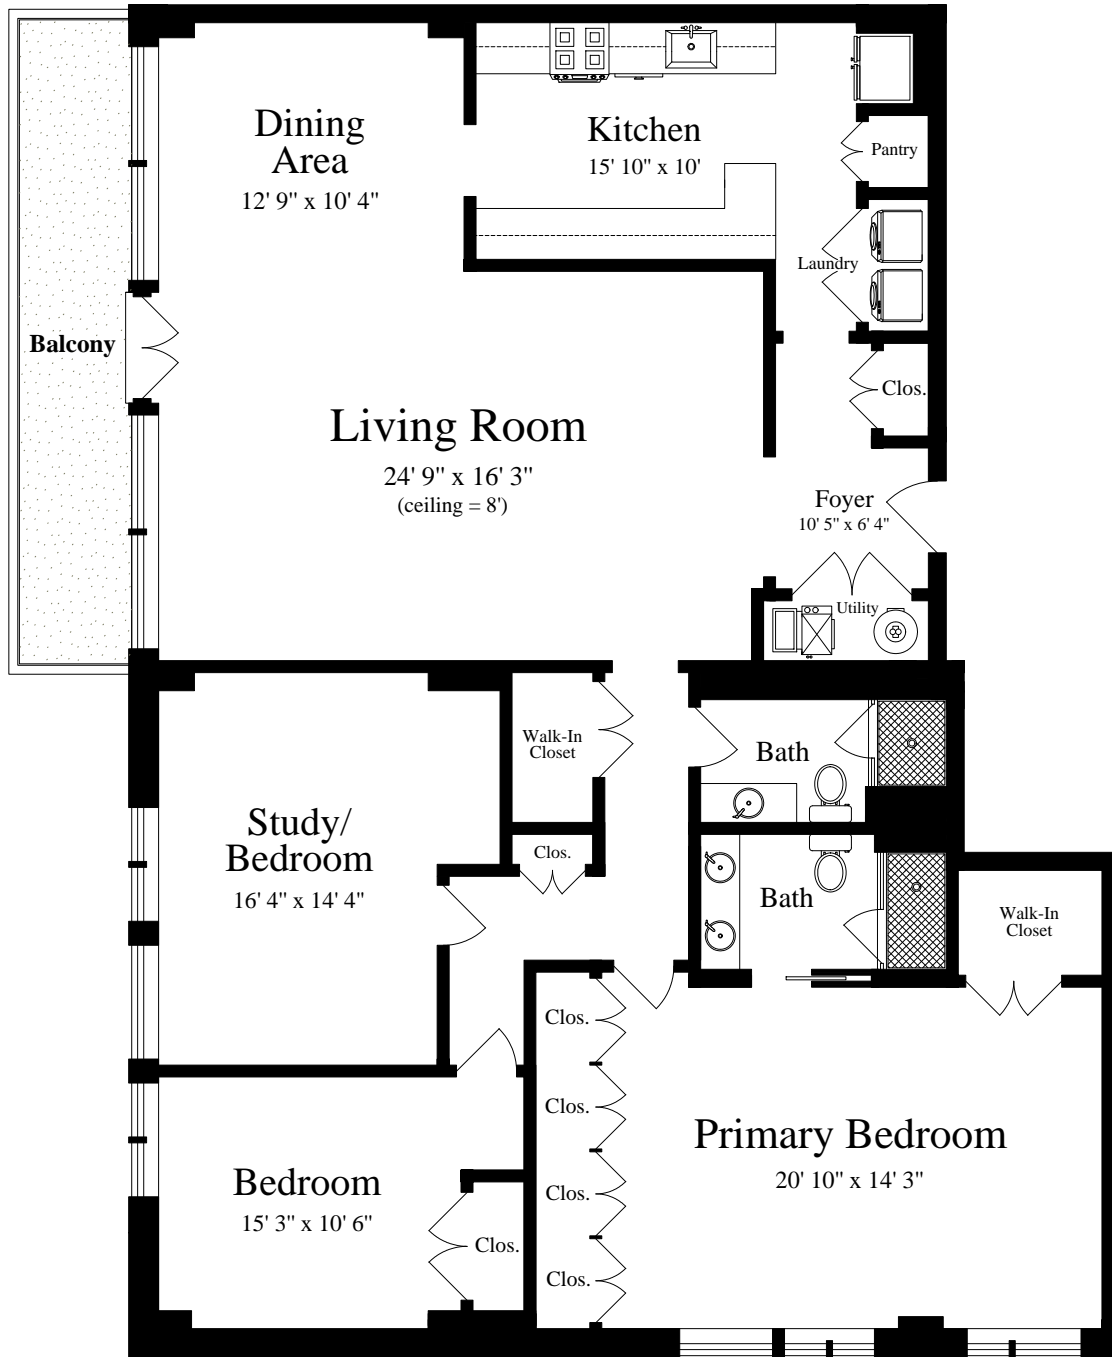 Dining
Area
12' 9" x 10' 4"
Kitchen
15' 10" x 10'
Pantry
Laundry
Balcony
Clos.
Living Room
24' 9" x 16' 3"
(ceiling = 8')
Foyer
10' 5" x 6' 4"
Utility
Walk-In
Closet
Bath
Study/
Bedroom
16' 4" x 14' 4"
Clos.
Bath
Walk-In
Closet
Clos.
Clos.
Primary Bedroom
20' 10" x 14' 3"
Bedroom
15' 3" x 10' 6"
Clos.
Clos.
Clos.